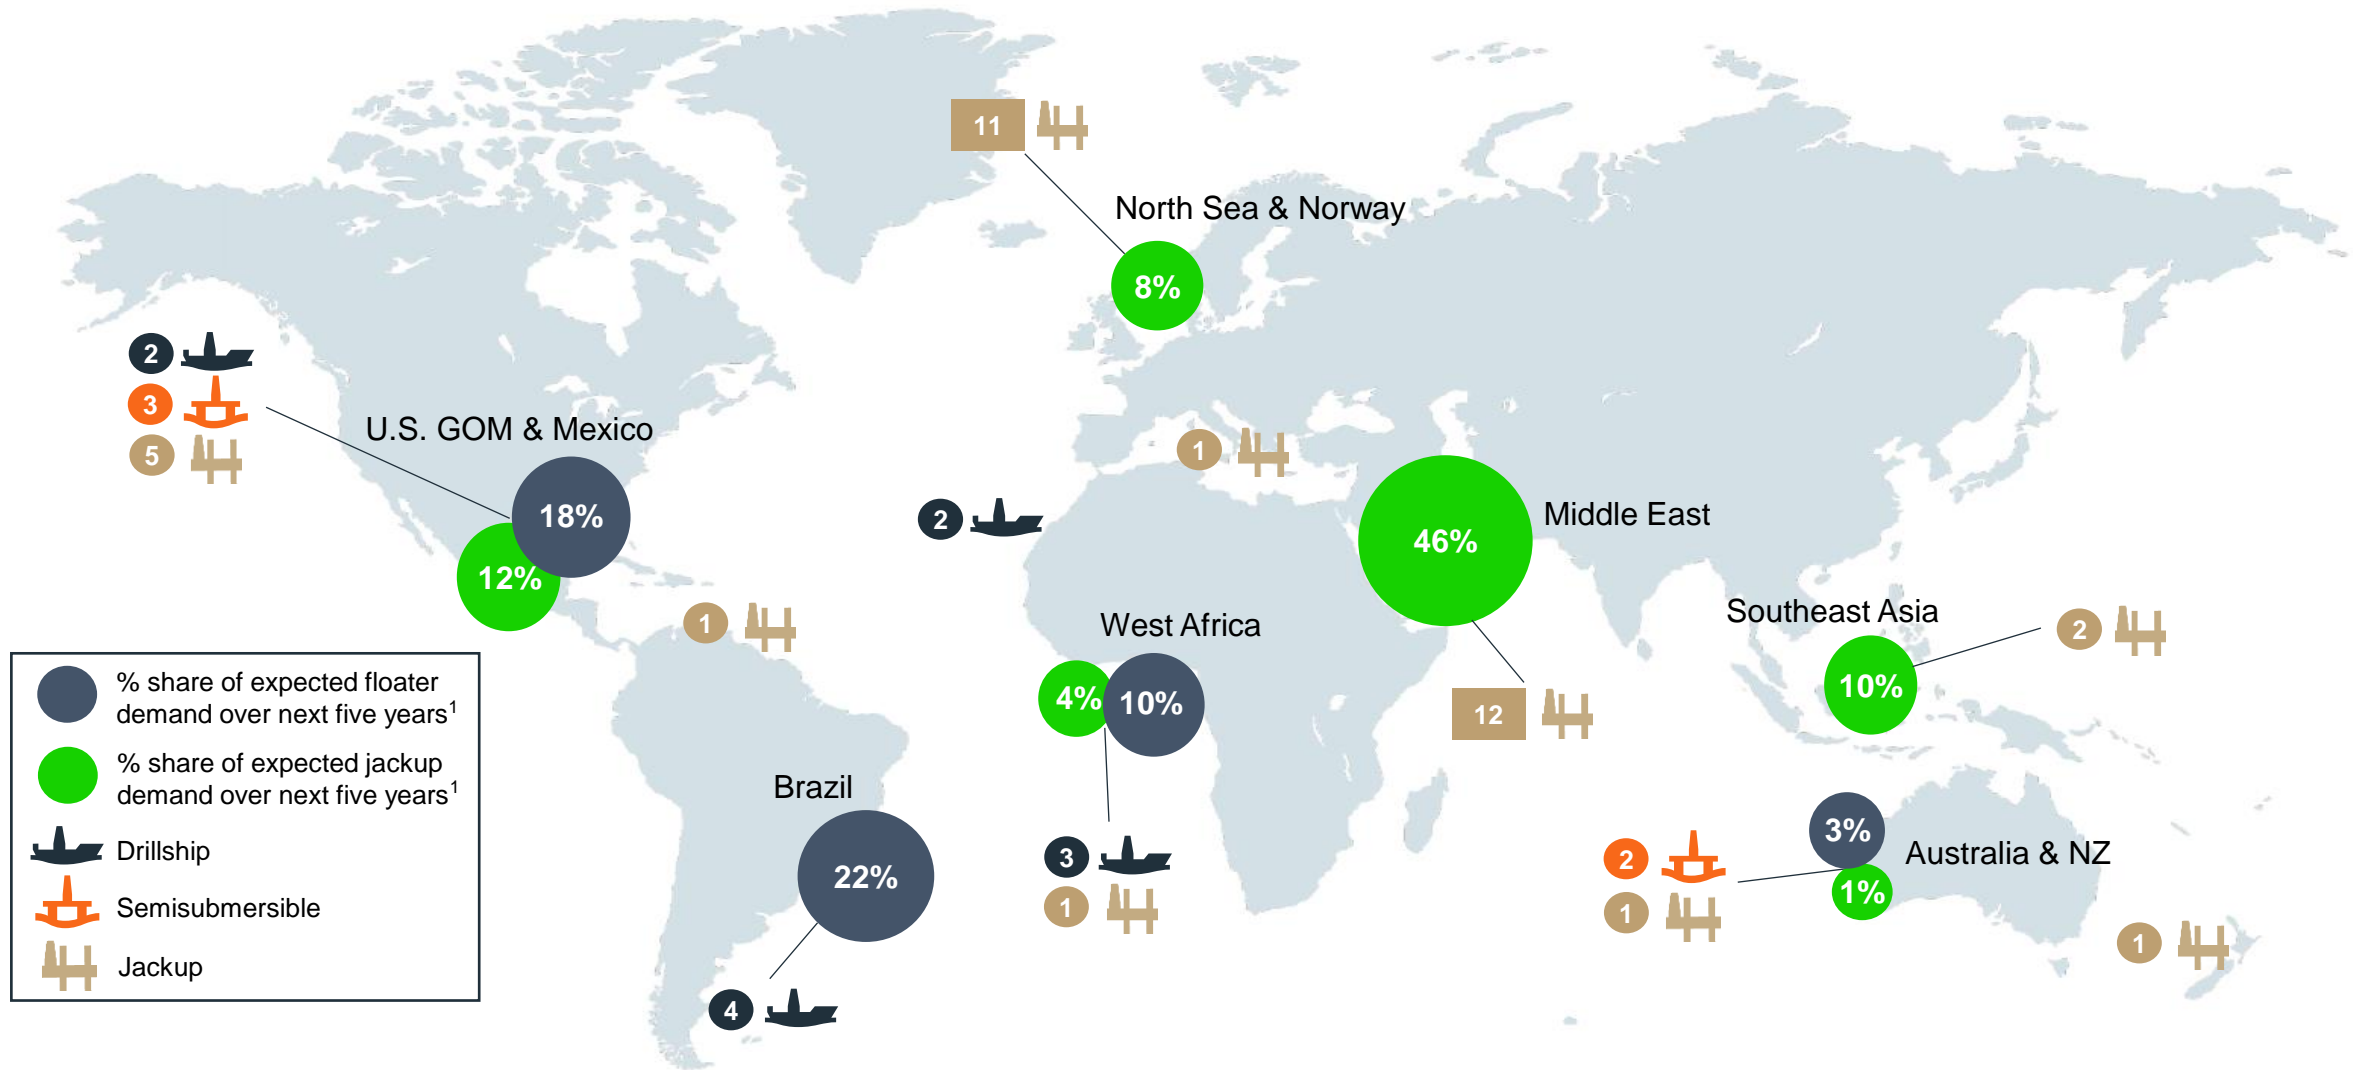 11
North Sea & Norway
8%
2
3
5
U.S. GOM & Mexico
18%
12%
1
2
1
46%
Middle East
12
West Africa
4%
10%
3
1
Southeast Asia
10%
2
Brazil
22%
4
3%
1%
Australia & NZ
2
1
1
% share of expected floater
demand over next five years¹
% share of expected jackup
demand over next five years¹
Drillship
Semisubmersible
Jackup